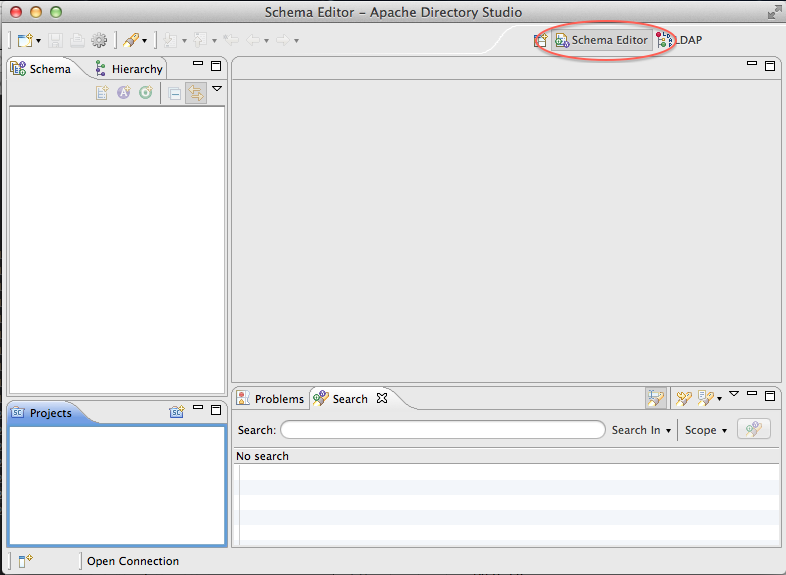 Schema Editor - Apache Directory Studio
Schema Editor LDAP
Schema Hierarchy
Projects
Problems Search
Search: Search In Scope
No search
Open Connection